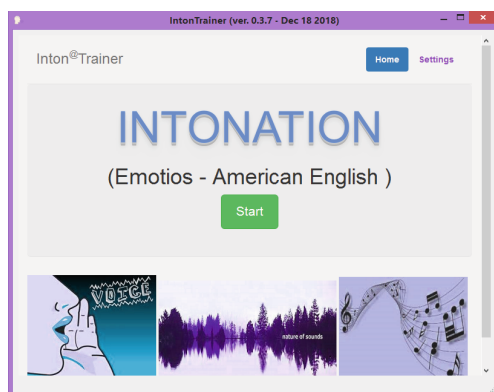 IntonTrainer (ver. 0.3.7 - Dec 18 2018)
Inton@Trainer
Home
Settings
INTONATION
(Emotios - American English )
Start
VOICE
nature of sounds